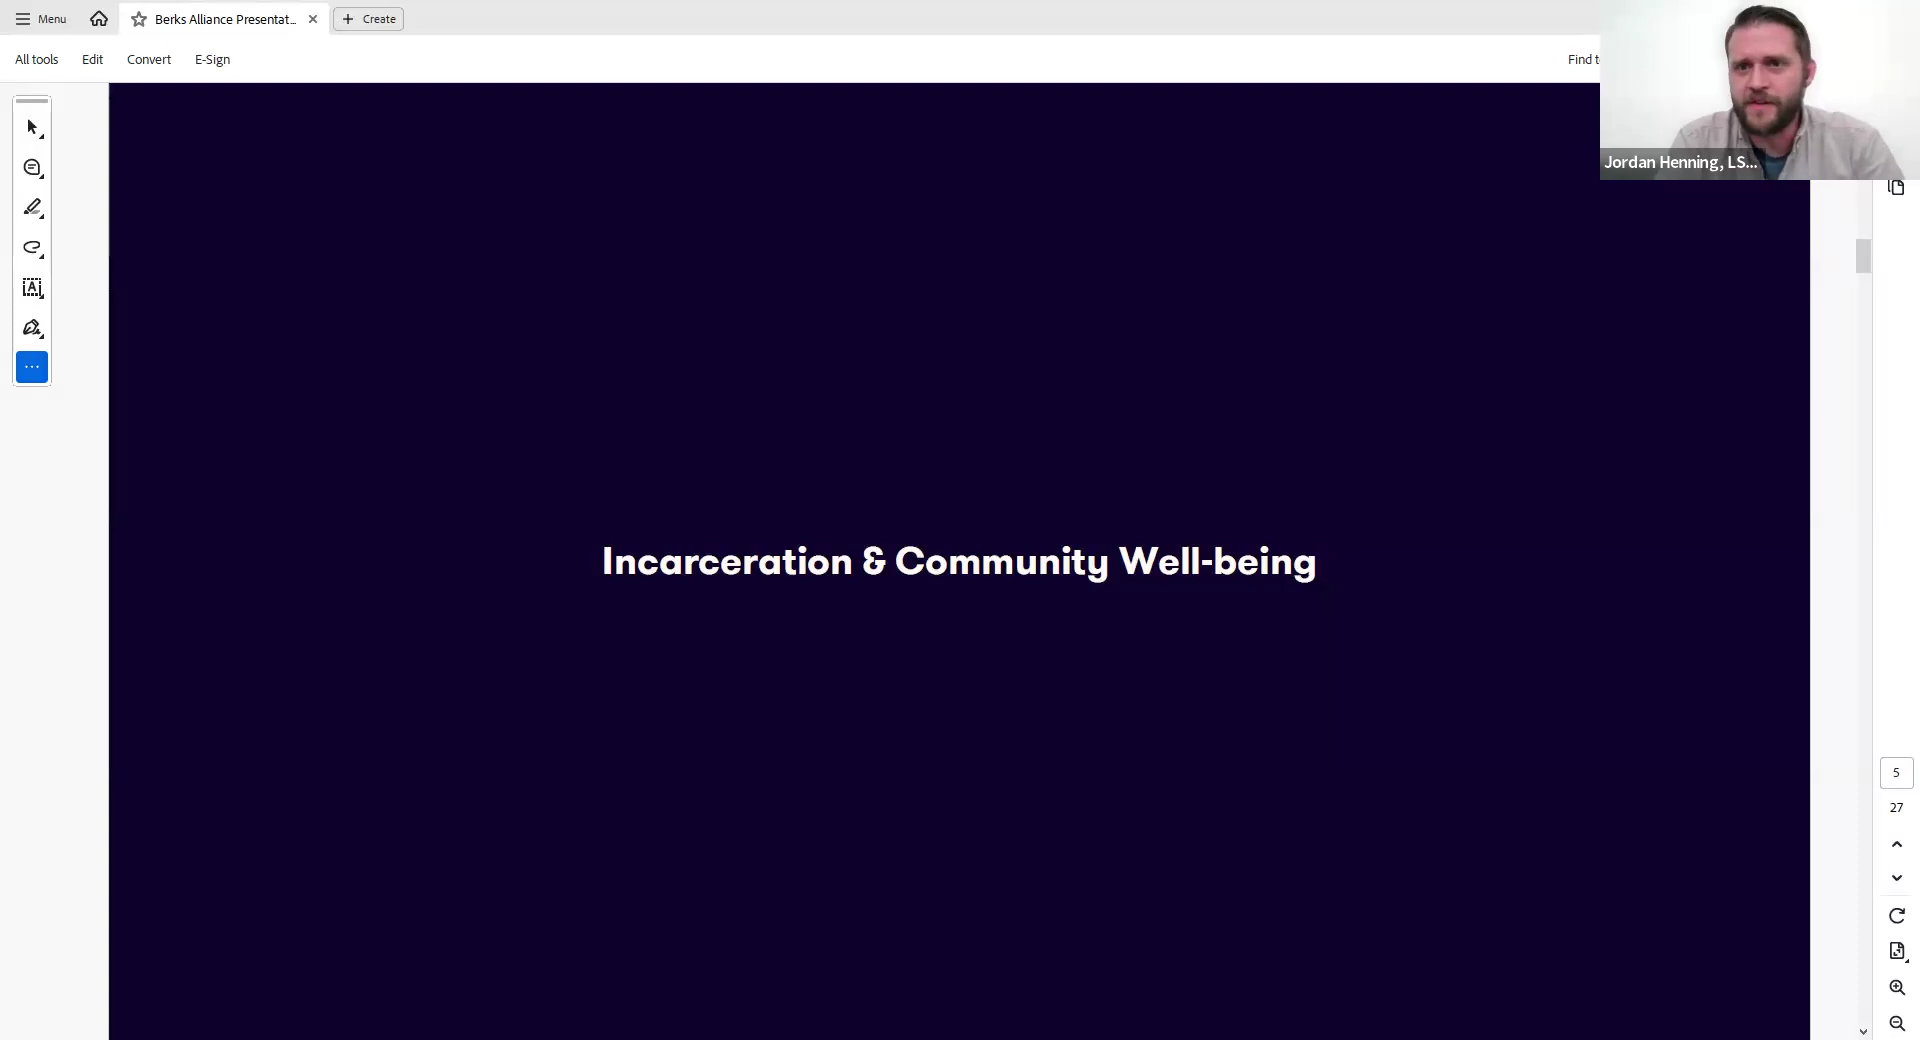 Menu
Berks Alliance Presentat...
Create
All tools
Edit
Convert
E-Sign
Find
Jordan Henning, LS...
Incarceration & Community Well-being
5
27